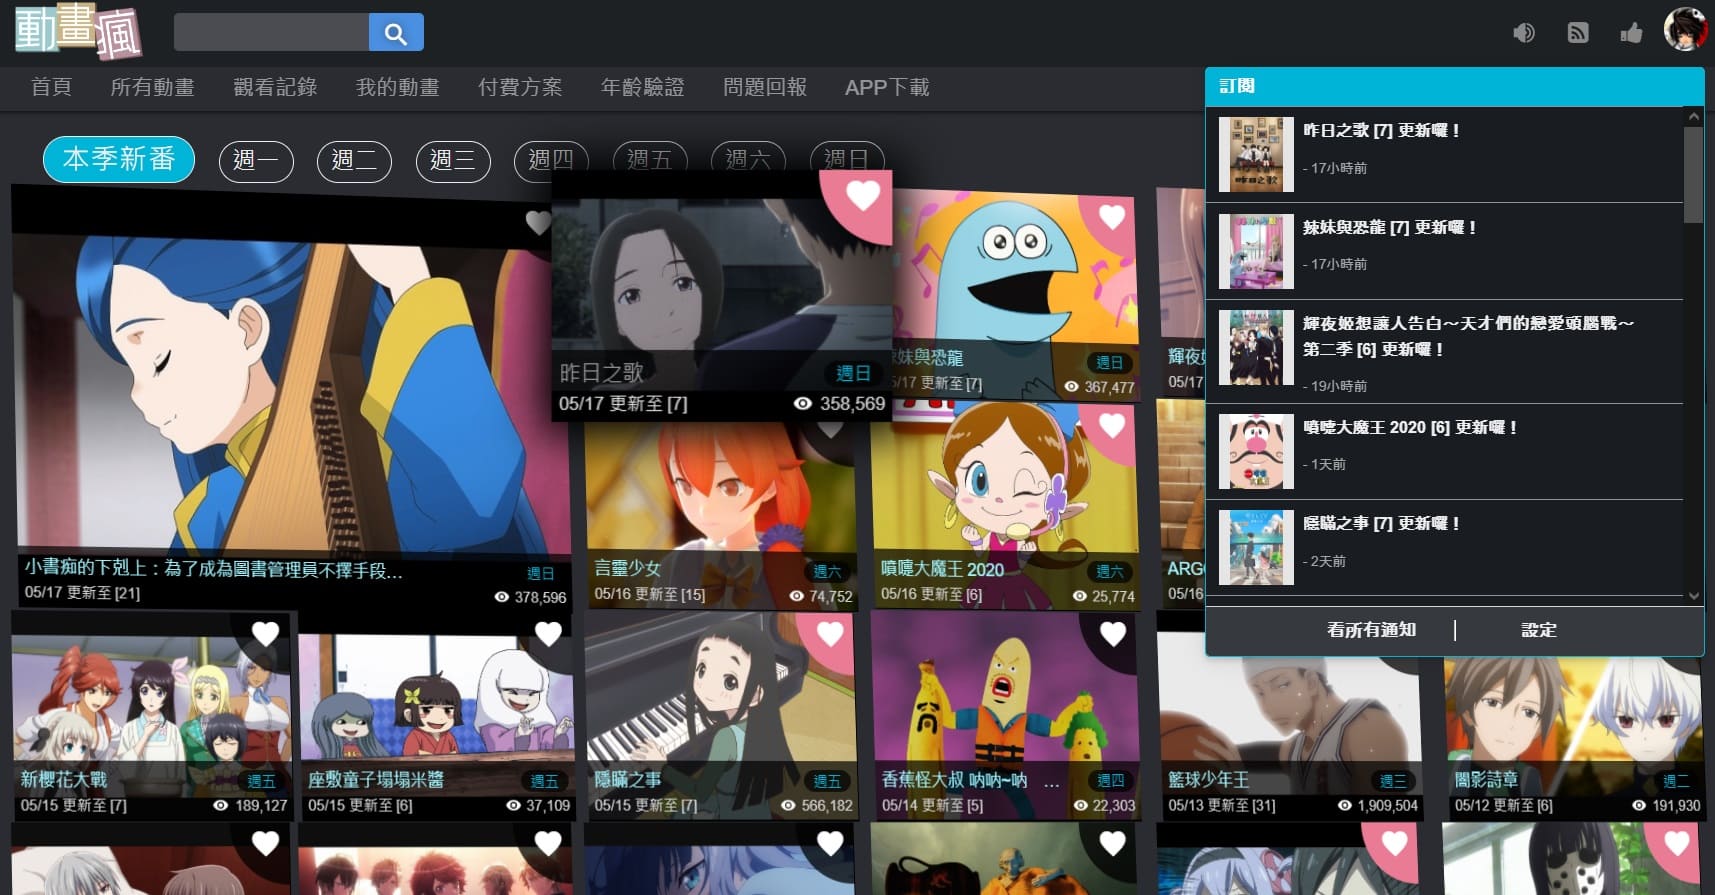 動畫瘋
首頁
所有動畫
觀看記錄
我的動畫
付費方案
年齡驗證
問題回報
APP下載
本季新番
週一
週二
週三
週四
週五
週六
週日
小書痴的下剋上：為了成為圖書管理員不擇手段...
週日
05/17 更新至 [21]
378,596
昨日之歌
週日
05/17 更新至 [7]
358,569
妹與恐龍
週日
/17 更新至 [7]
367,477
輝夜
05/17
言靈少女
週六
05/16 更新至 [15]
74,752
噴嚏大魔王 2020
週六
05/16 更新至 [6]
25,774
ARG
05/16
新櫻花大戰
週五
05/15 更新至 [7]
189,127
座敷童子塌塌米醬
週五
05/15 更新至 [6]
37,109
隱瞞之事
週五
05/15 更新至 [7]
566,182
香蕉怪大叔 吶吶~吶 ...
週四
05/14 更新至 [5]
22,303
籃球少年王
週三
05/13 更新至 [31]
1,909,504
闇影詩章
週二
05/12 更新至 [6]
191,930
訂閱
昨日之歌 [7] 更新囉！
- 17小時前
辣妹與恐龍 [7] 更新囉！
- 17小時前
輝夜姬想讓人告白～天才們的戀愛頭腦戰～
第二季 [6] 更新囉！
- 19小時前
噴嚏大魔王 2020 [6] 更新囉！
- 1天前
隱瞞之事 [7] 更新囉！
- 2天前
看所有通知
設定